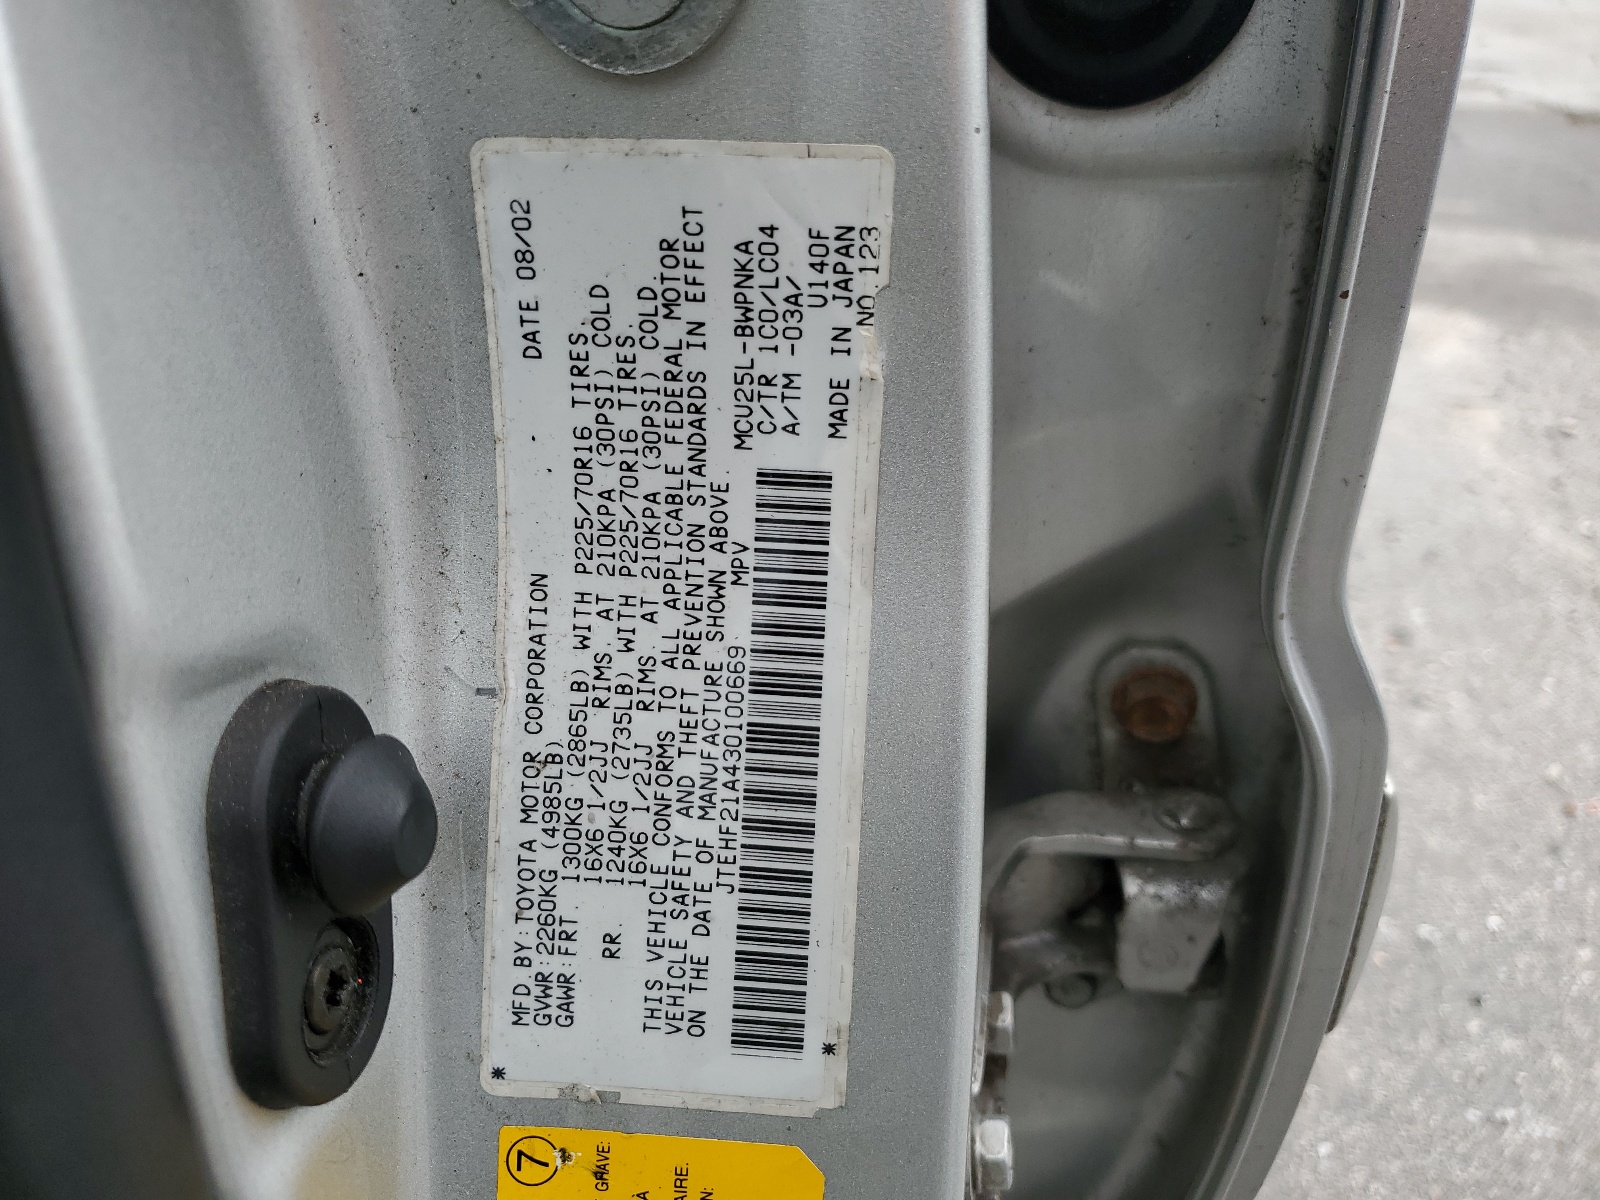 DATE 08/02
MFD. BY: TOYOTA MOTOR CORPORATION
GVWR: 2260KG (4985LB)
GAWR: FRT. 1300KG (2865LB) WITH P225/70R16 TIRES.
16X6 1/2JJ RIMS. AT 210KPA (30PSI) COLD
RR. 1240KG (2735LB) WITH P225/70R16 TIRES.
16X6 1/2JJ RIMS. AT 210KPA (30PSI) COLD.
THIS VEHICLE CONFORMS TO ALL APPLICABLE FEDERAL MOTOR
VEHICLE SAFETY AND THEFT PREVENTION STANDARDS IN EFFECT
ON THE DATE OF MANUFACTURE SHOWN ABOVE.
JTEHF21A430100669 MPV
MCU25L-BWPNKA
C/TR 1C0/LC04
A/TM -03A/
U140F
MADE IN JAPAN
NO.123
* *
7
GRAVE:
À
AIRE.
N: